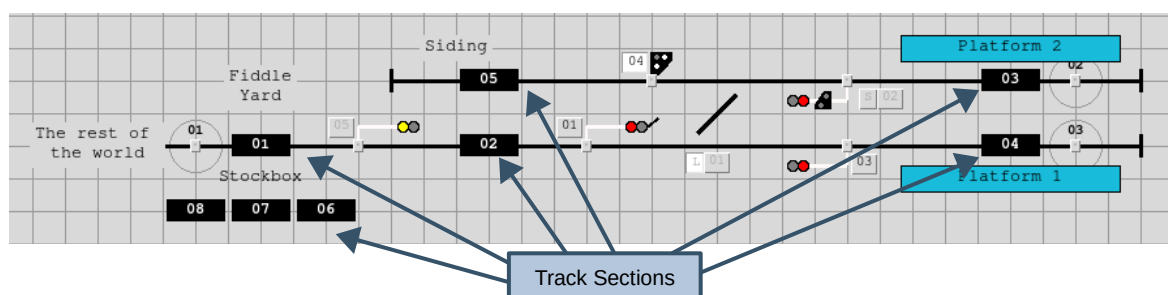 Siding
Platform 2
04
02
05
03
Fiddle
Yard
S 02
The rest of
the world
01
01
05
02
01
L 01
03
04
03
Stockbox
Platform 1
08 07 06
Track Sections